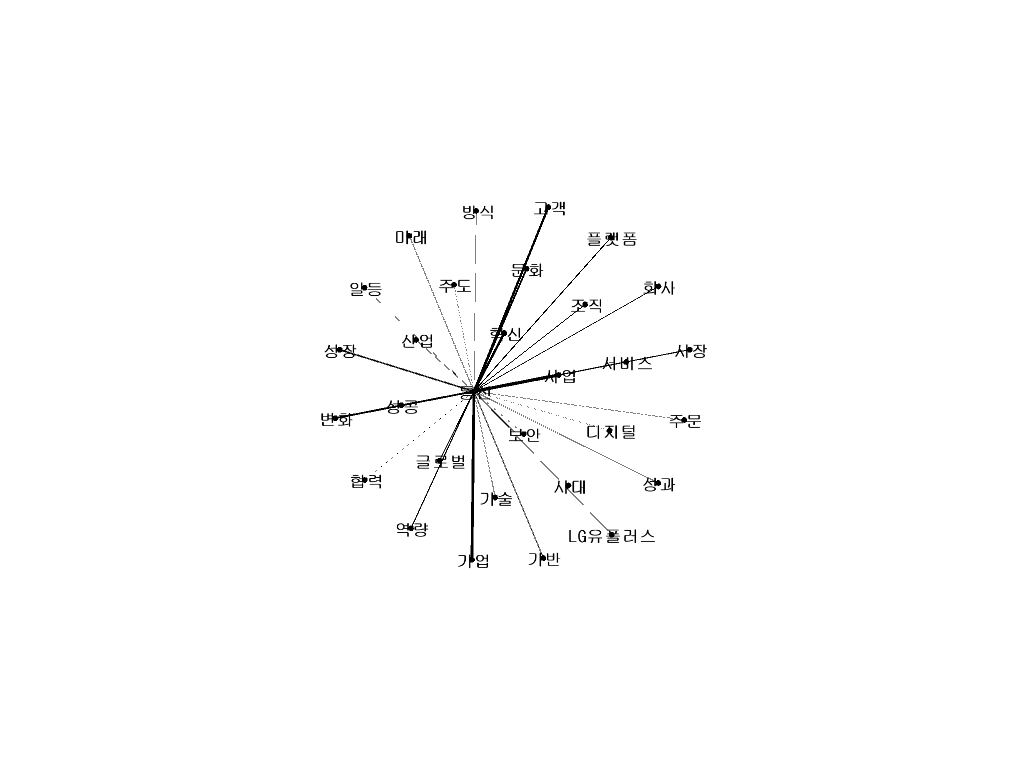 고객
방식
미래
플랫폼
문화
주도
회사
일등
조직
혁신
산업
성장
사장
서비스
사업
성공
변화
주문
디지털
보안
글로벌
협력
성과
시대
기술
역량
LG유플러스
기반
기업